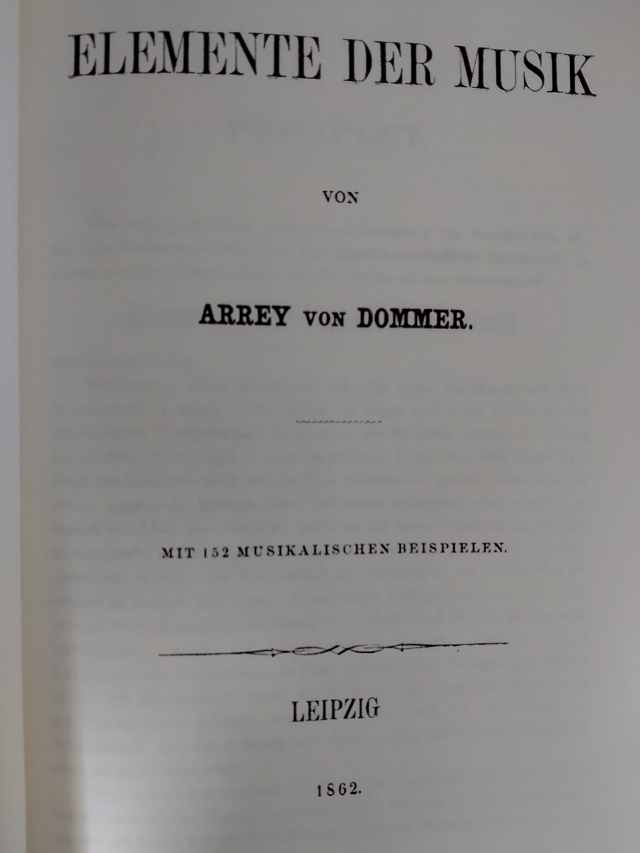 ELEMENTE DER MUSIK
VON
ARREY VON DOMMER.
MIT 152 MUSIKALISCHEN BEISPIELEN.
LEIPZIG
1862.